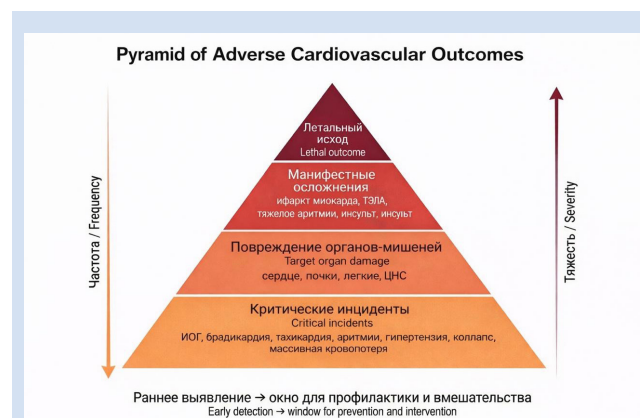 Pyramid of Adverse Cardiovascular Outcomes
Летальный
исход
Lethal outcome
Манифестные
осложнения
ифаркт миокарда, ТЭЛА,
тяжелое аритмии, инсульт, инсульт
Повреждение органов-мишеней
Target organ damage
сердце, почки, легкие, ЦНС
Критические инциденты
Critical incidents
ИОГ, брадикардия, тахикардия, аритмии, гипертензия, коллапс,
массивная кровопотеря
Частота / Frequency
Тяжесть / Severity
Раннее выявление → окно для профилактики и вмешательства
Early detection → window for prevention and intervention